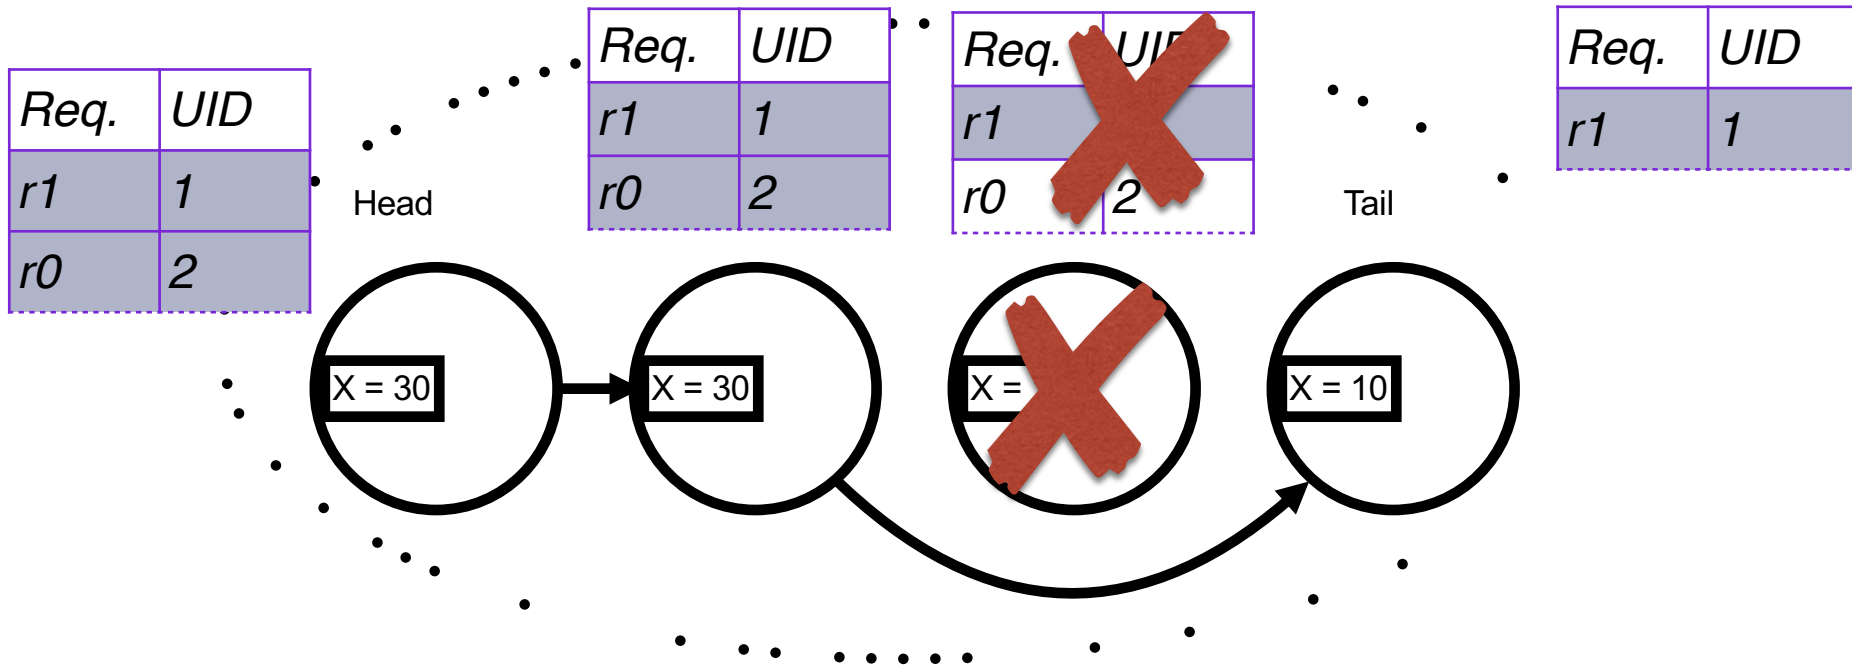 Req. UID
r1 1
r0 2
Req. UID
r1 1
r0 2
Req.
r1
r0 2
Req. UID
r1 1
Head
Tail
X = 30
X = 30
X =
X = 10